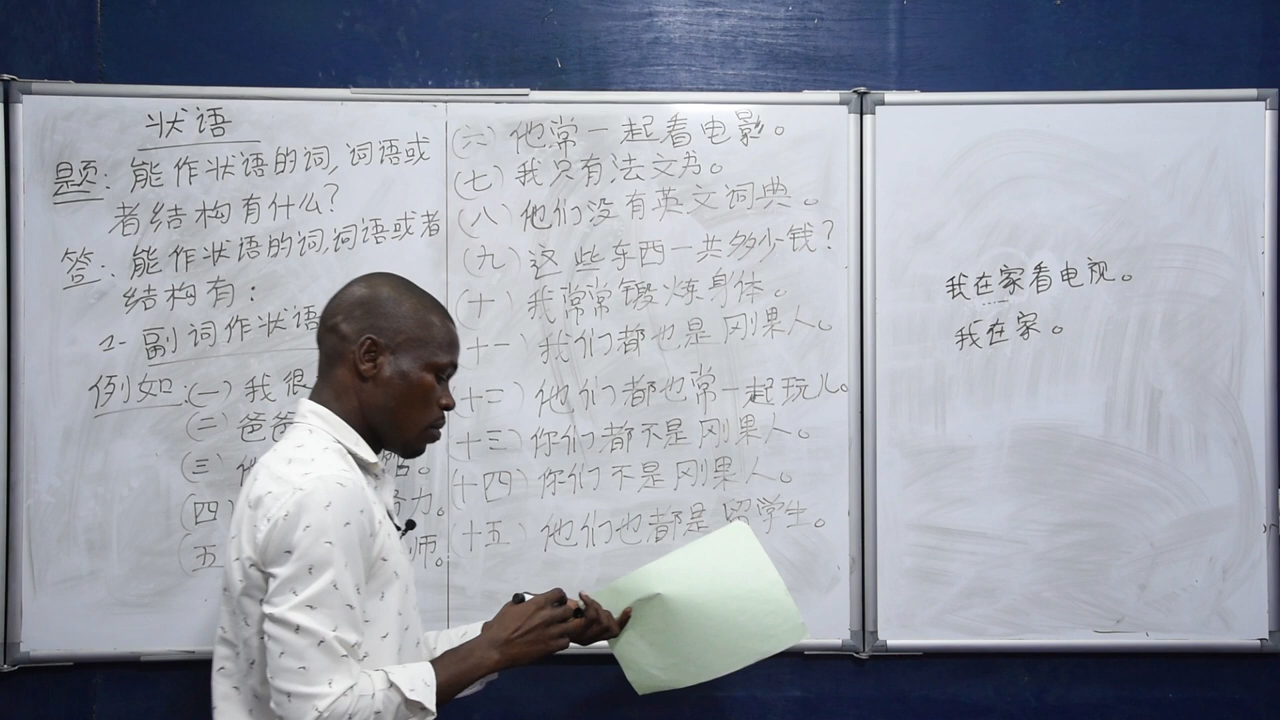 状语
题：能作状语的词，词语或
者结构有什么？
答：能作状语的词，词语或者
结构有：
1- 副词作状语
例如：(一) 我很
(二) 爸爸
(三)
(四) 力。
(五 师。
(六) 他常一起看电影。
(七) 我只有法文书。
(八) 他们没有英文词典。
(九) 这些东西一共多少钱？
(十) 我常常锻炼身体。
十一) 我们都也是刚果人。
十二) 他们都也常一起玩儿。
十三) 你们都不是刚果人。
(十四) 你们不是刚果人。
十五) 他们也都是留学生。
我在家看电视。
我在家。